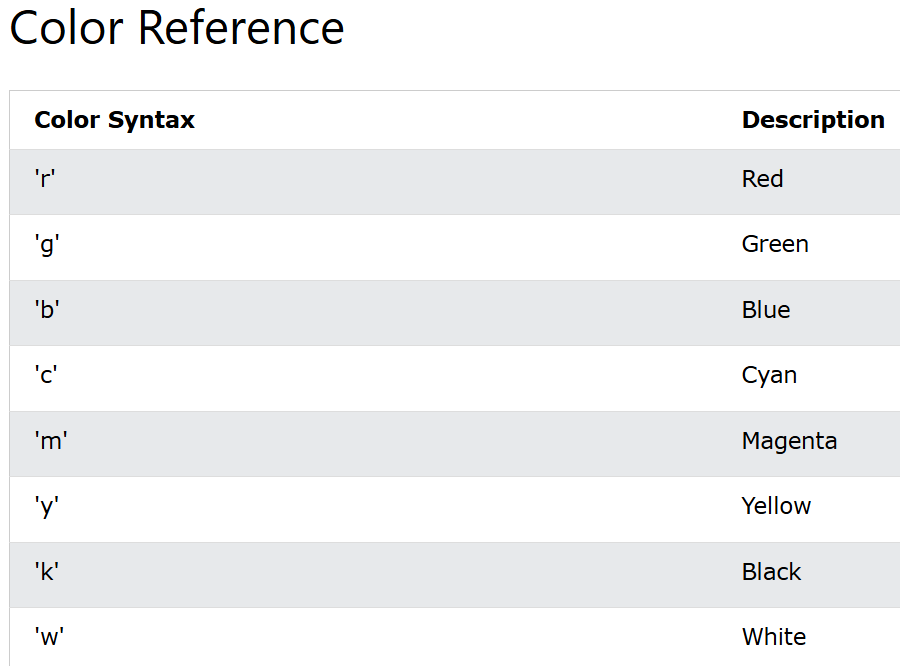 Color Reference
Color Syntax Description
'r' Red
'g' Green
'b' Blue
'c' Cyan
'm' Magenta
'y' Yellow
'k' Black
'w' White